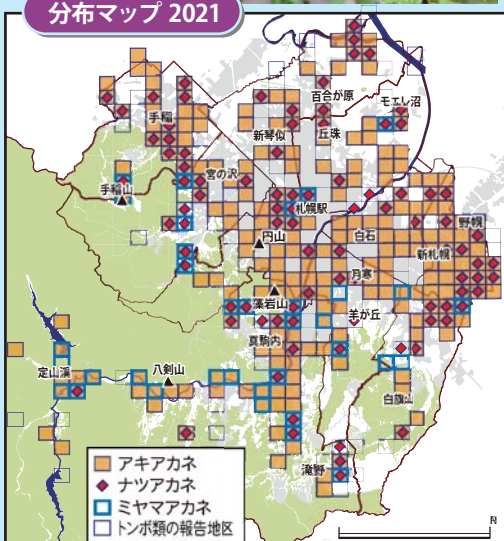 分布マップ 2021
百合が原
モエレ沼
手稲
新琴似
丘珠
宮の沢
手稲山
札幌駅
野幌
円山
白石
新札幌
月寒
藻岩山
羊が丘
真駒内
定山渓
八剣山
白旗山
滝野
アキアカネ
ナツアカネ
ミヤマアカネ
トンボ類の報告地区